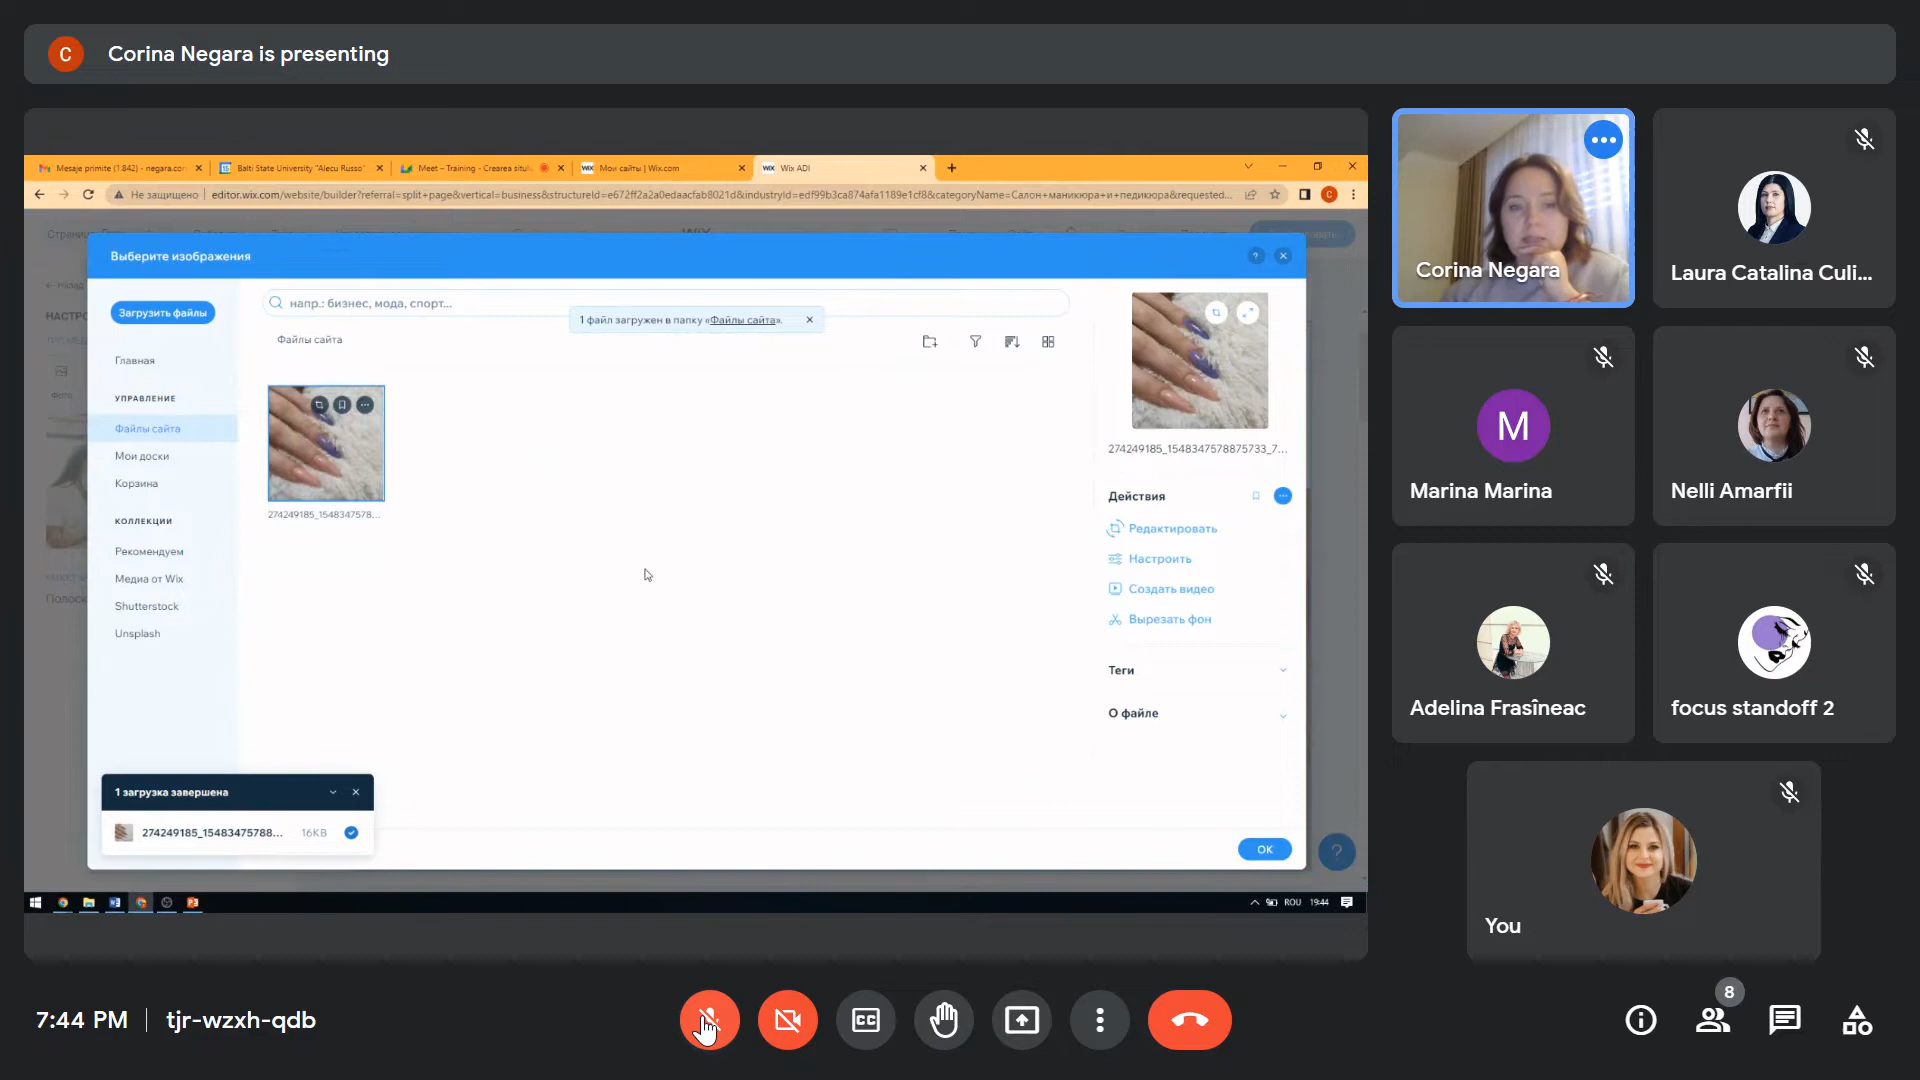 C
Corina Negara is presenting
Mesaje primite (1.842) - negara.cor
Balti State University "Alecu Russo"
Meet – Training - Crearea situl
WIX Мои сайты | Wix.com
WIX Wix ADI
Не защищено
editor.wix.com/website/builder?referral=split+page&vertical=business&structureId=e672ff2a2a0edaacfab8021d&industryId=edf99b3ca874afa1189e1cf8&categoryName=Салон+маникюра+и+педикюра&requested...
C
Выберите изображения
?
Загрузить файлы
Главная
УПРАВЛЕНИЕ
Файлы сайта
Мои доски
Корзина
КОЛЛЕКЦИИ
Рекомендуем
Медиа от Wix
Shutterstock
Unsplash
напр.: бизнес, мода, спорт...
1 файл загружен в папку «Файлы сайта».
Файлы сайта
274249185_1548347578...
274249185_1548347578875733_7...
Действия
Редактировать
Настроить
Создать видео
Вырезать фон
Теги
О файле
1 загрузка завершена
274249185_15483475788...
16KB
OK
?
ROU
19:44
Corina Negara
Laura Catalina Culi...
M
Marina Marina
Nelli Amarfii
Adelina Frasîneac
focus standoff 2
You
7:44 PM
tjr-wzxh-qdb
CC
8